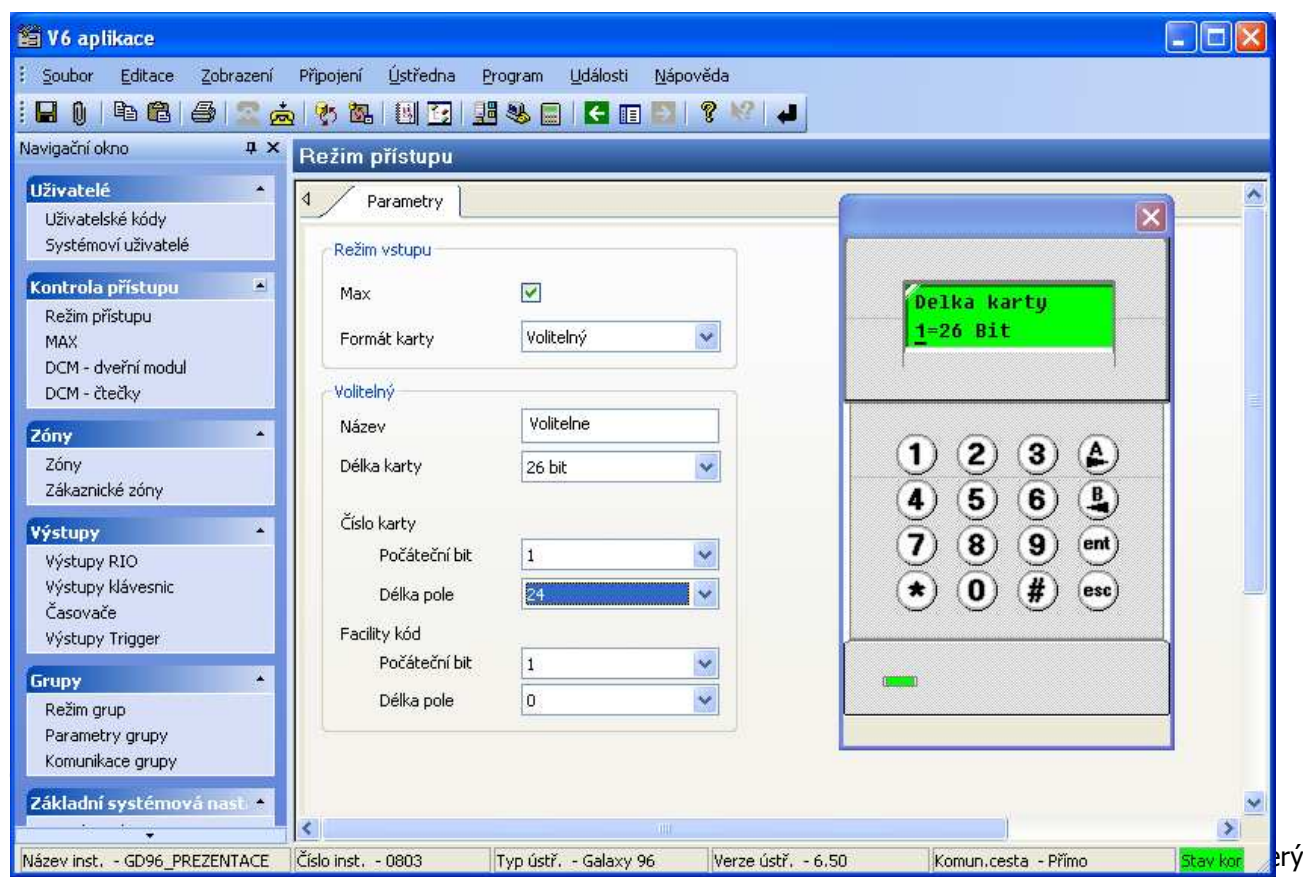 V6 aplikace
Soubor Editace Zobrazení Připojení Ústředna Program Události Nápověda
Navigační okno
Režim přístupu
Uživatelé
Uživatelské kódy
Systémoví uživatelé
Kontrola přístupu
Režim přístupu
MAX
DCM - dveřní modul
DCM - čtečky
Zóny
Zóny
Zákaznické zóny
Výstupy
Výstupy RIO
Výstupy klávesnic
Časovače
Výstupy Trigger
Grupy
Režim grup
Parametry grupy
Komunikace grupy
Základní systémová nast
Parametry
Režim vstupu
Max
Formát karty Volitelný
Volitelný
Název Volitelne
Délka karty 26 bit
Číslo karty
Počáteční bit 1
Délka pole 24
Facility kód
Počáteční bit 1
Délka pole 0
Delka karty
1=26 Bit
1 2 3 A
4 5 6 B
7 8 9 ent
* 0 # esc
Název inst. - GD96_PREZENTACE Číslo inst. - 0803 Typ ústř. - Galaxy 96 Verze ústř. - 6.50 Komun.cesta - Přímo Stav kor
erý